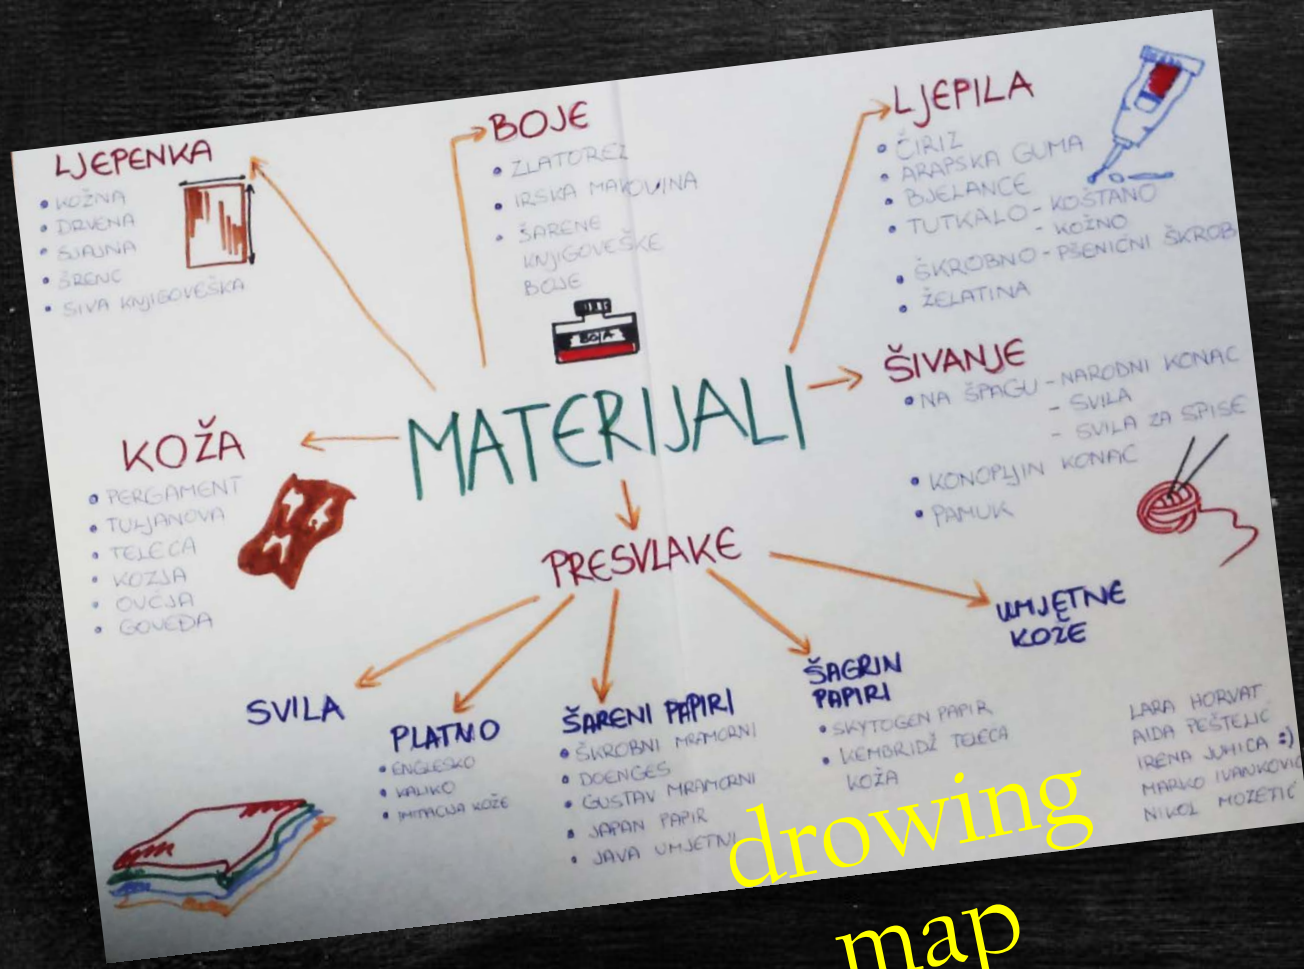 LJEPENKA
• KOŽNA
• DRVENA
• SJAJNA
• ŠRENC
• SIVA KNJIGOVEŠKA
BOJE
• ZLATOREZ
• IRSKA MAHOVINA
• ŠARENE
KNJIGOVEŠKE
BOJE
BOJA
LJEPILA
• ČIRIZ
• ARAPSKA GUMA
• BJELANCE
• TUTKALO - KOŠTANO
- KOŽNO
• ŠKROBNO - PŠENIČNI ŠKROB
• ŽELATINA
MATERIJALI
ŠIVANJE
• NA ŠPAGU - NARODNI KONAC
- SVILA
- SVILA ZA SPISE
• KONOPLJIN KONAC
• PAMUK
KOŽA
• PERGAMENT
• TULJANOVA
• TELEĆA
• KOZJA
• OVČJA
• GOVEĐA
PRESVLAKE
SVILA
PLATNO
• ENGLESKO
• KALIKO
• IMITACIJA KOŽE
ŠARENI PAPIRI
• ŠKROBNI MRAMORNI
• DOENGES
• GUSTAV MRAMORNI
• JAPAN PAPIR
• JAVA UMJETNI
ŠAGRIN
PAPIRI
• SKYTOGEN PAPIR
• KEMBRIDŽ TELEĆA
KOŽA
UMJETNE
KOŽE
LARA HORVAT
AIDA PEŠTELIĆ
IRENA JUHICA :)
MARKO IVANKOVIĆ
NIKOL MOZETIČ
drowing
map